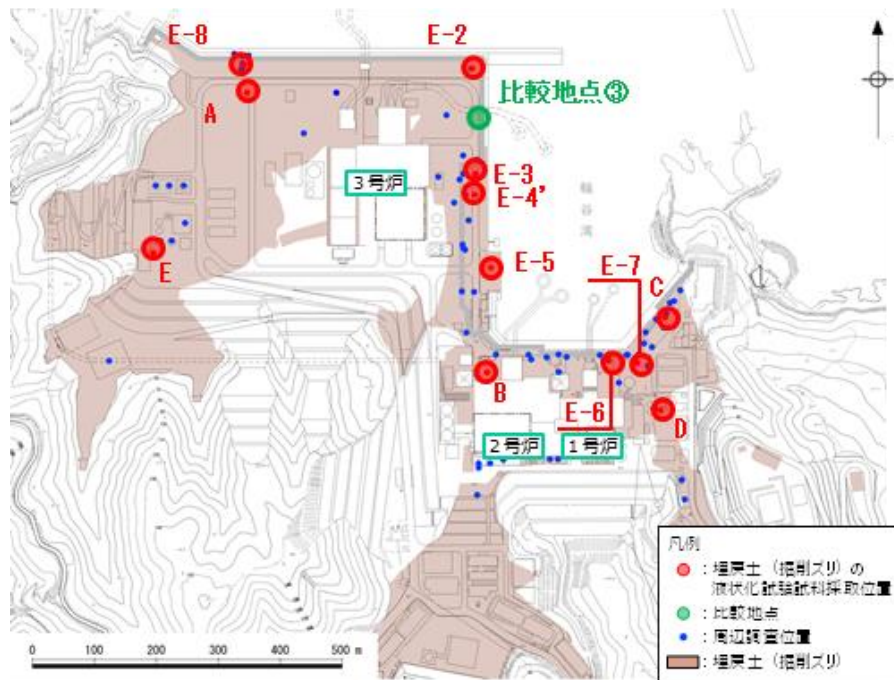 E-8
E-2
A
比較地点③
E-3
3号炉
E-4'
輪谷湾
E-5
E-7
E
C
B
E-6
D
2号炉
1号炉
凡例
：埋戻土（掘削ズリ）の
液状化試験試料採取位置
：比較地点
：周辺調査位置
：埋戻土（掘削ズリ）
0 100 200 300 400 500 m